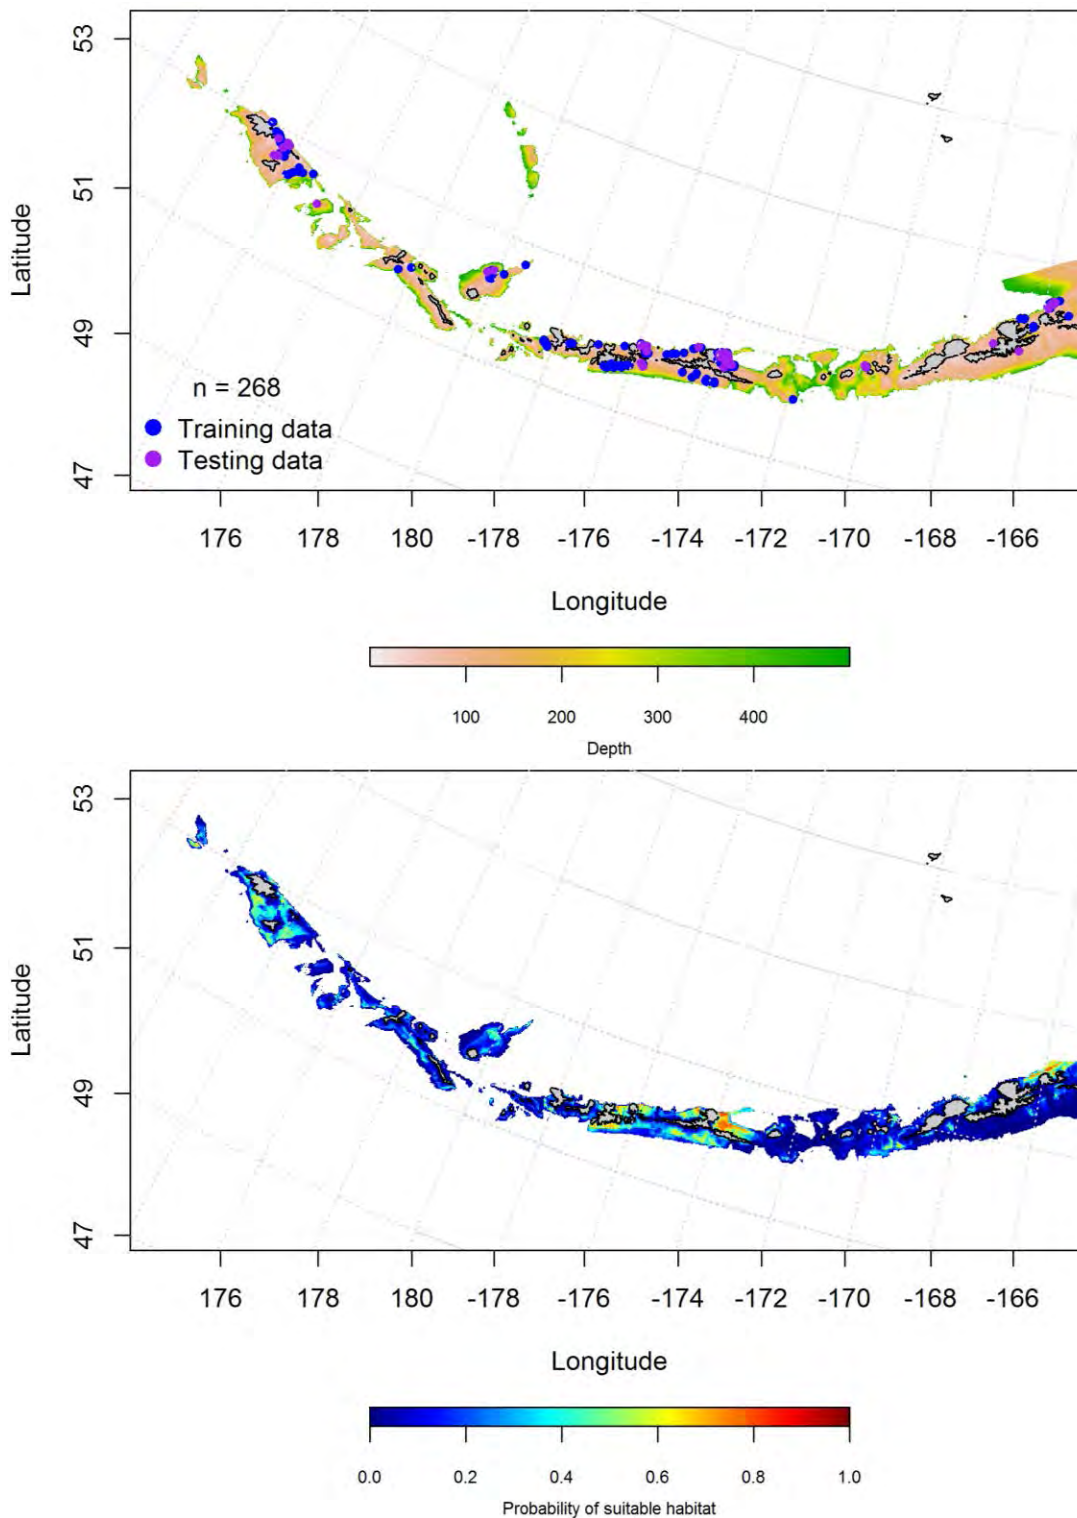 53
51
49
47
Latitude
n = 268
Training data
Testing data
176 178 180 -178 -176 -174 -172 -170 -168 -166
Longitude
100 200 300 400
Depth
53
51
49
47
Latitude
176 178 180 -178 -176 -174 -172 -170 -168 -166
Longitude
0.0 0.2 0.4 0.6 0.8 1.0
Probability of suitable habitat